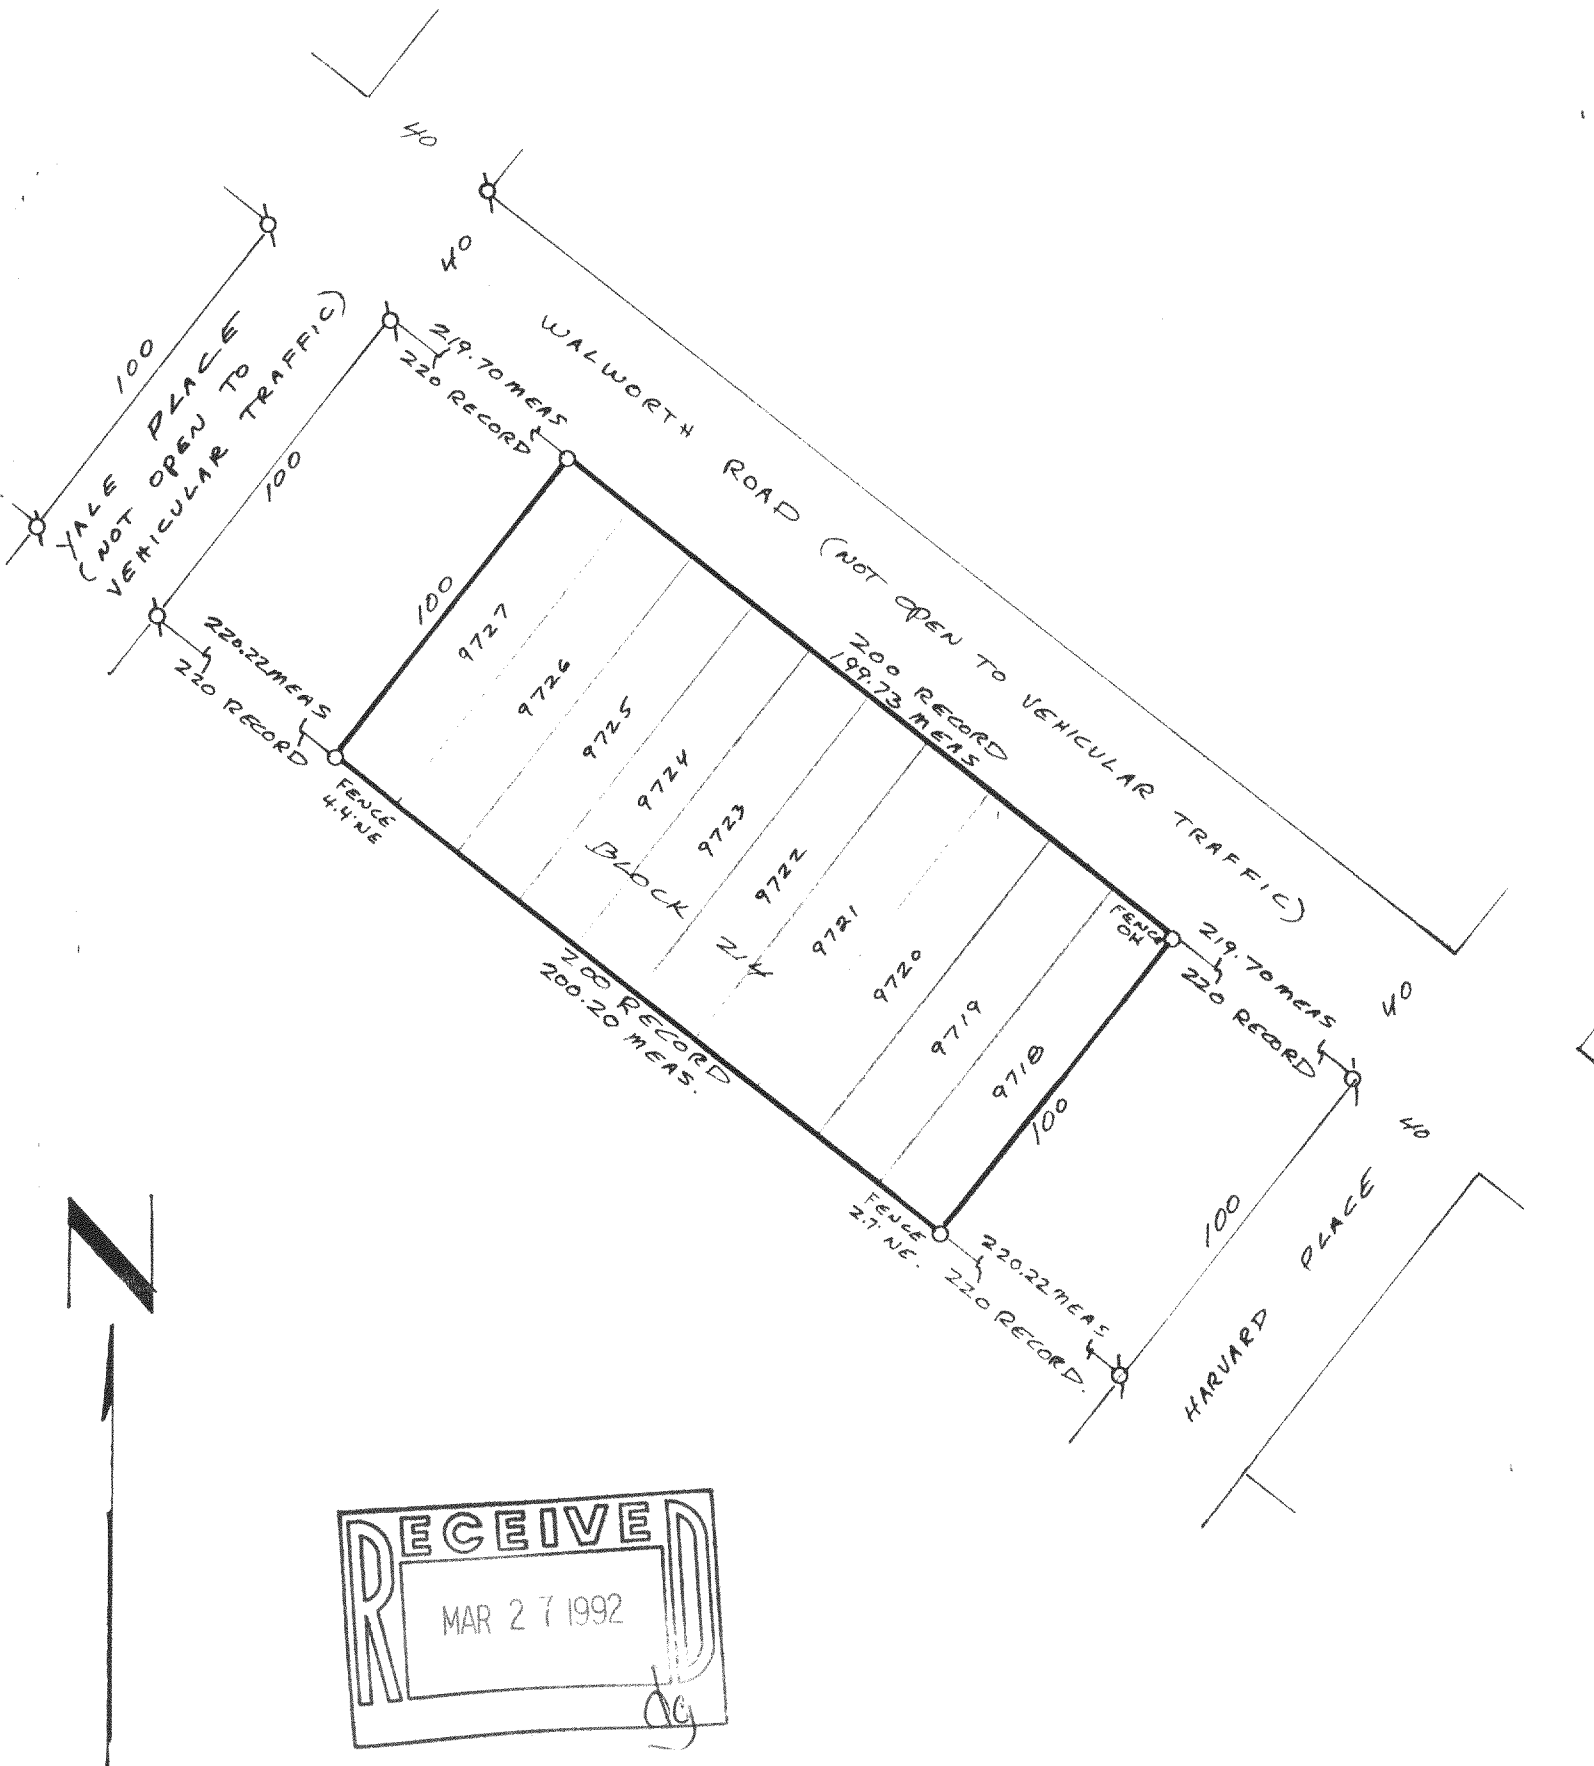 40
40
100
YALE PLACE
(NOT OPEN TO
VEHICULAR TRAFFIC)
100
219.70 MEAS
220 RECORD
WALWORTH ROAD (NOT OPEN TO VEHICULAR TRAFFIC)
100
220.22 MEAS
220 RECORD
200 RECORD
199.73 MEAS
9727
9726
9725
9724
9723
9722
9721
9720
9719
9718
BLOCK 214
FENCE
4.4' NE
200 RECORD
200.20 MEAS.
FENCE
ON
219.70 MEAS
220 RECORD
40
40
100
FENCE
2.7' NE.
220.22 MEAS
220 RECORD.
100
HARVARD PLACE
N
RECEIVED
MAR 27 1992
dg